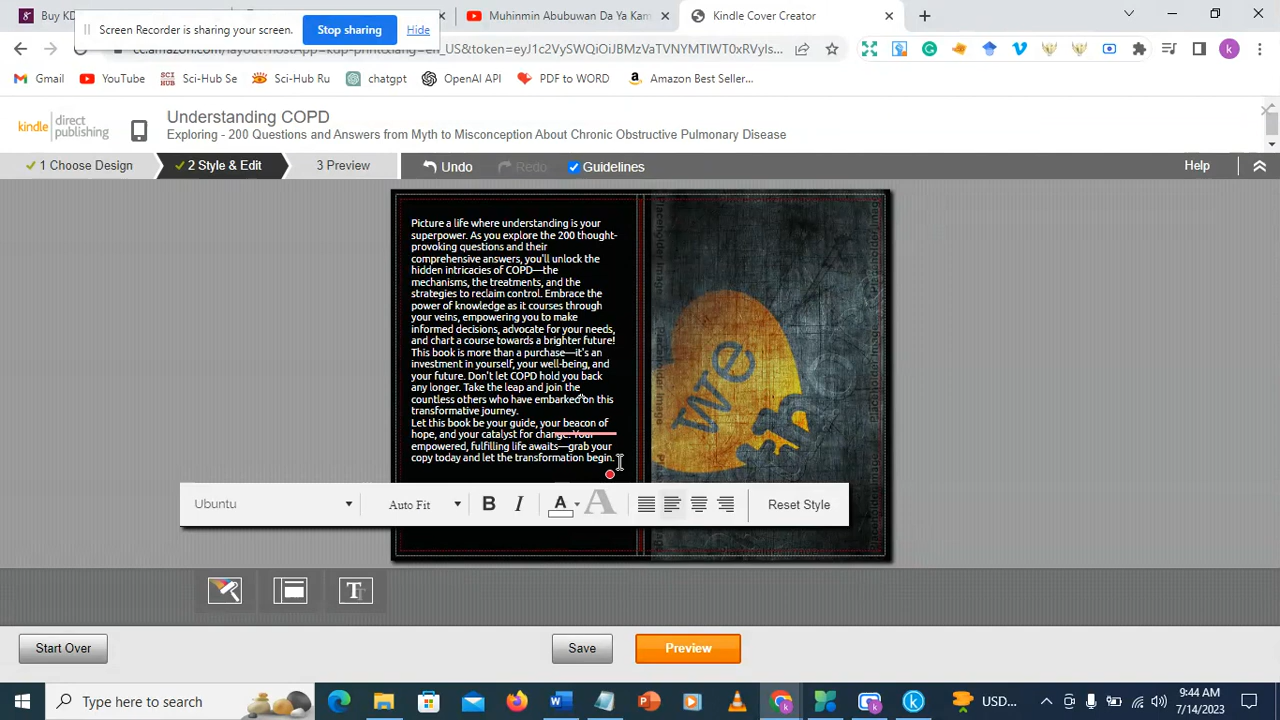 Screen Recorder is sharing your screen.
Stop sharing
Hide
Buy KD
Muhinmin Abubuwan Da Ya Kam
Kindle Cover Creator
Gmail
YouTube
Sci-Hub Se
Sci-Hub Ru
chatgpt
OpenAI API
PDF to WORD
Amazon Best Seller...
kindle direct publishing
Understanding COPD
Exploring - 200 Questions and Answers from Myth to Misconception About Chronic Obstructive Pulmonary Disease
1 Choose Design
2 Style & Edit
3 Preview
Undo
Redo
Guidelines
Help
Picture a life where understanding is your
superpower. As you explore the 200 thought-
provoking questions and their
comprehensive answers, you'll unlock the
hidden intricacies of COPD—the
mechanisms, the treatments, and the
strategies to reclaim control. Embrace the
power of knowledge as it courses through
your veins, empowering you to make
informed decisions, advocate for your needs,
and chart a course towards a brighter future!
This book is more than a purchase—it's an
investment in yourself, your well-being, and
your future. Don't let COPD hold you back
any longer. Take the leap and join the
countless others who have embarked on this
transformative journey.
Let this book be your guide, your beacon of
hope, and your catalyst for change. Your
empowered, fulfilling life awaits—grab your
copy today and let the transformation begin.
we
Placeholder Image
Ubuntu
Auto Fit
B
I
A
A
Reset Style
Start Over
Save
Preview
Type here to search
USD...
9:44 AM
7/14/2023